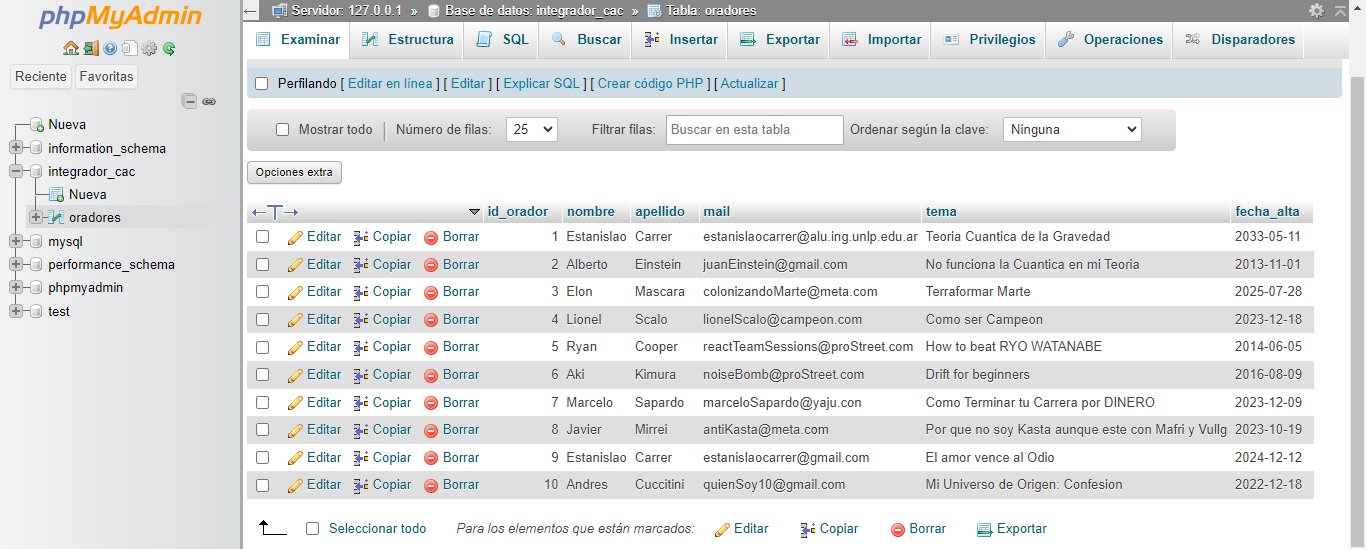 phpMyAdmin
Reciente Favoritas
Nueva
information_schema
integrador_cac
Nueva
oradores
mysql
performance_schema
phpmyadmin
test
Servidor: 127.0.0.1 » Base de datos: integrador_cac » Tabla: oradores
Examinar Estructura SQL Buscar Insertar Exportar Importar Privilegios Operaciones Disparadores
Perfilando [ Editar en línea ] [ Editar ] [ Explicar SQL ] [ Crear código PHP ] [ Actualizar ]
Mostrar todo Número de filas: 25 Filtrar filas: Buscar en esta tabla Ordenar según la clave: Ninguna
Opciones extra
id_orador nombre apellido mail tema fecha_alta
Editar Copiar Borrar 1 Estanislao Carrer estanislaocarrer@alu.ing.unlp.edu.ar Teoria Cuantica de la Gravedad 2033-05-11
Editar Copiar Borrar 2 Alberto Einstein juanEinstein@gmail.com No funciona la Cuantica en mi Teoria 2013-11-01
Editar Copiar Borrar 3 Elon Mascara colonizandoMarte@meta.com Terraformar Marte 2025-07-28
Editar Copiar Borrar 4 Lionel Scalo lionelScalo@campeon.com Como ser Campeon 2023-12-18
Editar Copiar Borrar 5 Ryan Cooper reactTeamSessions@proStreet.com How to beat RYO WATANABE 2014-06-05
Editar Copiar Borrar 6 Aki Kimura noiseBomb@proStreet.com Drift for beginners 2016-08-09
Editar Copiar Borrar 7 Marcelo Sapardo marceloSapardo@yaju.con Como Terminar tu Carrera por DINERO 2023-12-09
Editar Copiar Borrar 8 Javier Mirrei antiKasta@meta.com Por que no soy Kasta aunque este con Mafri y Vullg 2023-10-19
Editar Copiar Borrar 9 Estanislao Carrer estanislaocarrer@gmail.com El amor vence al Odio 2024-12-12
Editar Copiar Borrar 10 Andres Cuccitini quienSoy10@gmail.com Mi Universo de Origen: Confesion 2022-12-18
Seleccionar todo Para los elementos que están marcados: Editar Copiar Borrar Exportar